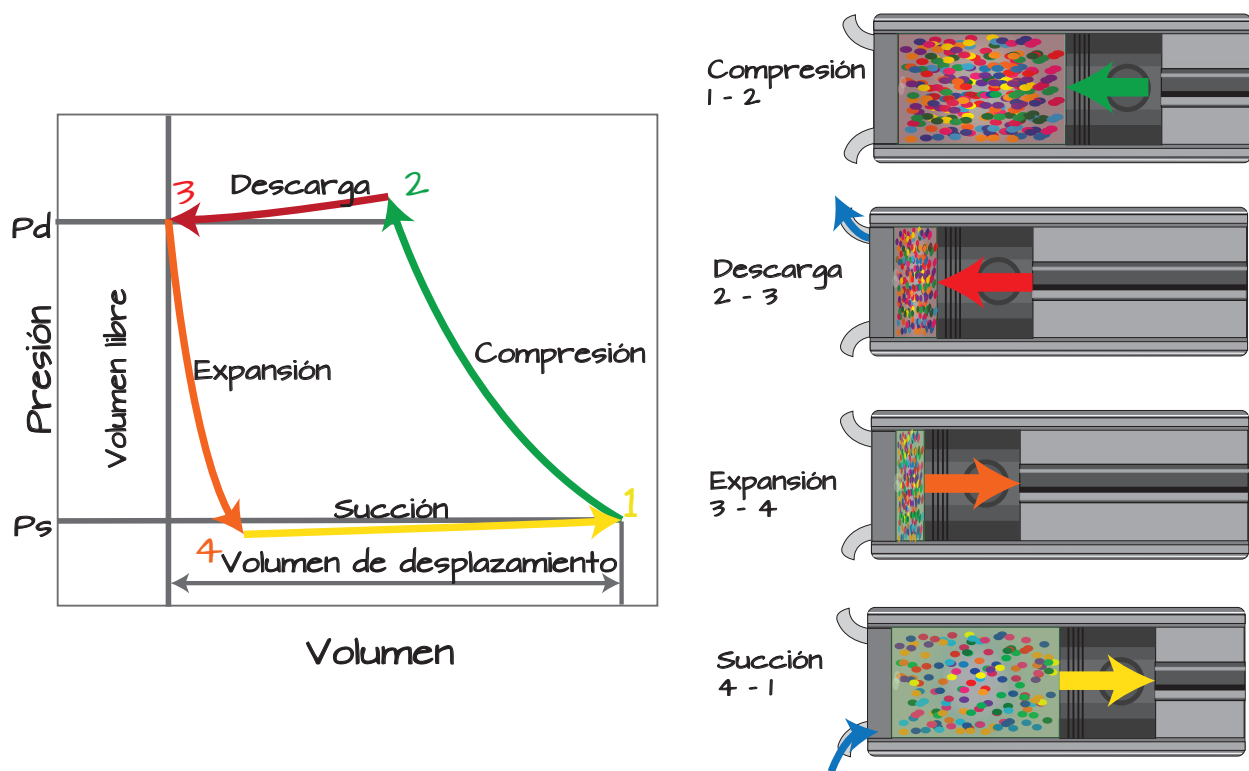 3
Descarga
2
Pd
Presión
Volumen libre
Expansión
Compresión
Ps
Succión
1
4
Volumen de desplazamiento
Volumen
Compresión
1 - 2
Descarga
2 - 3
Expansión
3 - 4
Succión
4 - 1